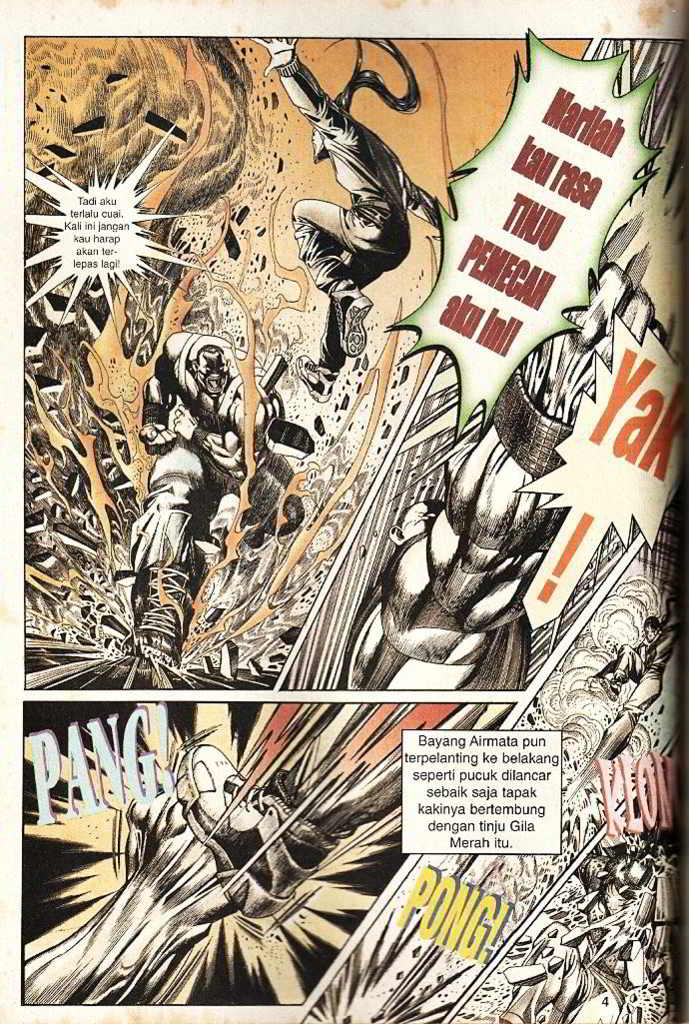 Tadi aku
terlalu cuai.
Kali ini jangan
kau harap
akan ter-
lepas lagi!
Marilah
kau rasa
TINJU
PEMECAH
aku ini!
Yak
!
PANG!
Bayang Airmata pun
terpelanting ke belakang
seperti pucuk dilancar
sebaik saja tapak
kakinya bertembung
dengan tinju Gila
Merah itu.
KLON
PONG!
4